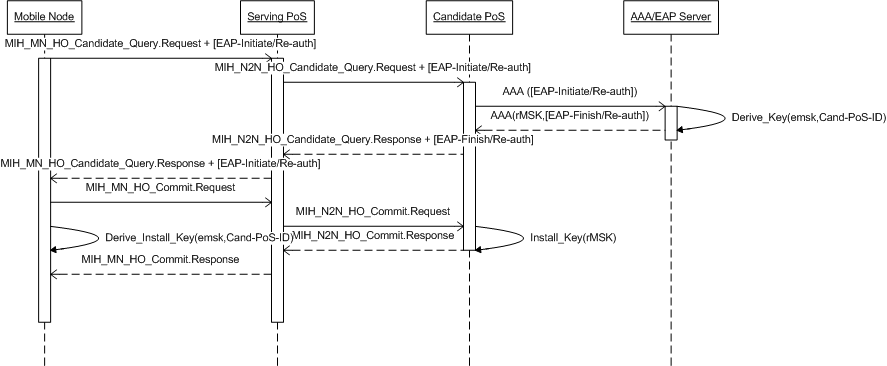 Mobile Node
Serving PoS
Candidate PoS
AAA/EAP Server
MIH_MN_HO_Candidate_Query.Request + [EAP-Initiate/Re-auth]
MIH_N2N_HO_Candidate_Query.Request + [EAP-Initiate/Re-auth]
AAA ([EAP-Initiate/Re-auth])
AAA(rMSK,[EAP-Finish/Re-auth])
Derive_Key(emsk,Cand-PoS-ID)
MIH_N2N_HO_Candidate_Query.Response + [EAP-Finish/Re-auth]
MIH_MN_HO_Candidate_Query.Response + [EAP-Initiate/Re-auth]
MIH_MN_HO_Commit.Request
MIH_N2N_HO_Commit.Request
Derive_Install_Key(emsk,Cand-PoS-ID)
MIH_N2N_HO_Commit.Response
Install_Key(rMSK)
MIH_MN_HO_Commit.Response